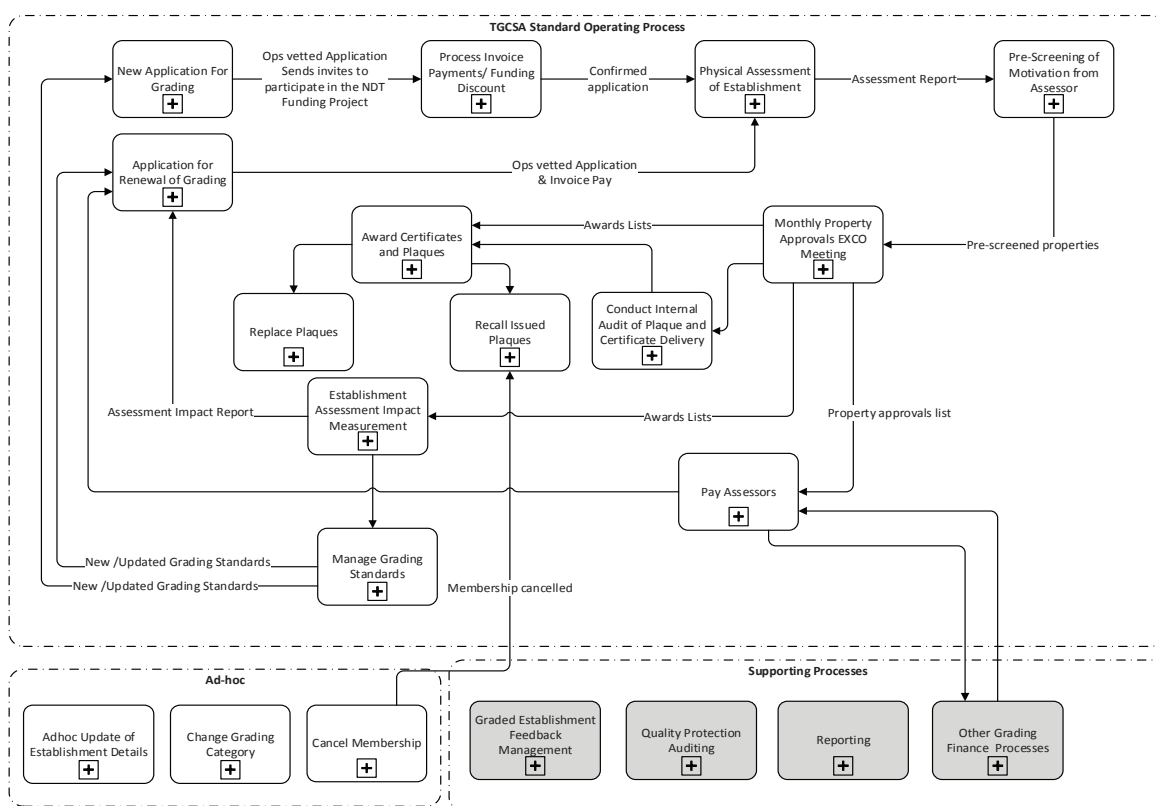 TGCSA Standard Operating Process
New Application For
Grading
Ops vetted Application
Sends invites to
participate in the NDT
Funding Project
Process Invoice
Payments/ Funding
Discount
Confirmed
application
Physical Assessment
of Establishment
Assessment Report
Pre-Screening of
Motivation from
Assessor
Application for
Renewal of Grading
Ops vetted Application
& Invoice Pay
Award Certificates
and Plaques
Awards Lists
Monthly Property
Approvals EXCO
Meeting
Pre-screened properties
Replace Plaques
Recall Issued
Plaques
Conduct Internal
Audit of Plaque and
Certificate Delivery
Assessment Impact Report
Establishment
Assessment Impact
Measurement
Awards Lists
Property approvals list
Pay Assessors
New /Updated Grading Standards
New /Updated Grading Standards
Manage Grading
Standards
Membership cancelled
Ad-hoc
Adhoc Update of
Establishment Details
Change Grading
Category
Cancel Membership
Supporting Processes
Graded Establishment
Feedback
Management
Quality Protection
Auditing
Reporting
Other Grading
Finance Processes